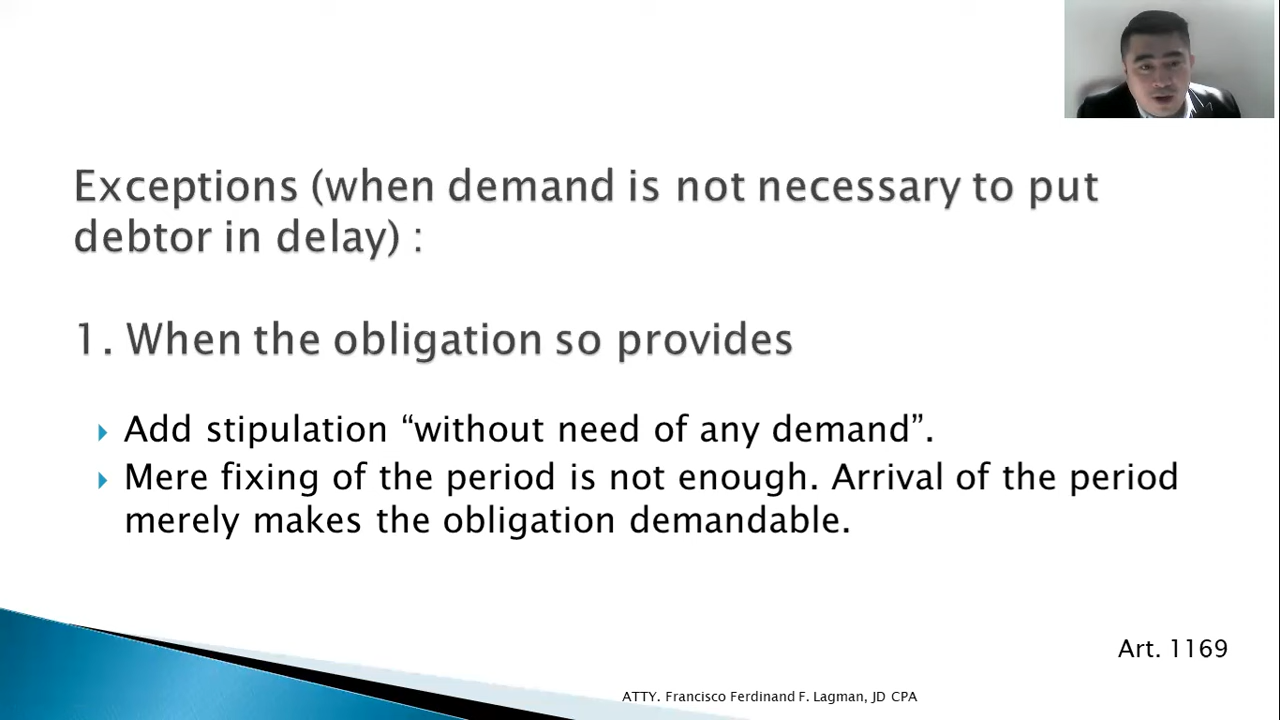 Exceptions (when demand is not necessary to put
debtor in delay) :
1. When the obligation so provides
Add stipulation “without need of any demand”.
Mere fixing of the period is not enough. Arrival of the period
merely makes the obligation demandable.
Art. 1169
ATTY. Francisco Ferdinand F. Lagman, JD CPA